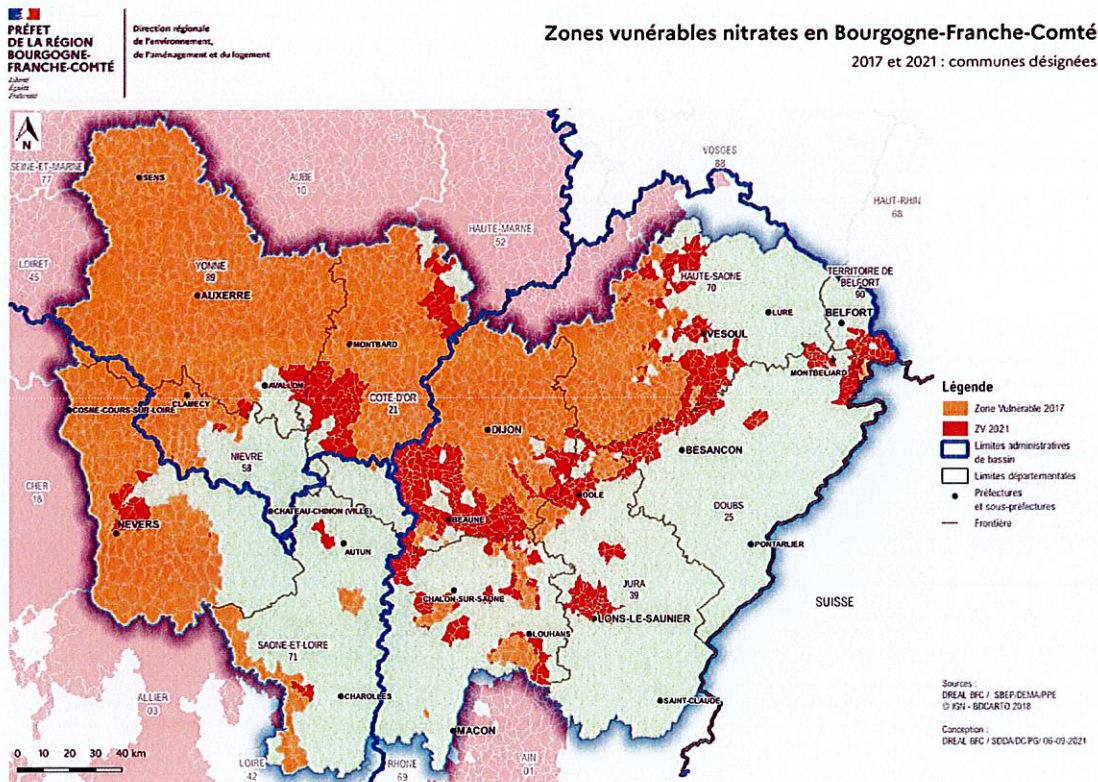 PRÉFET
DE LA RÉGION
BOURGOGNE-
FRANCHE-COMTÉ
Liberté
Égalité
Fraternité
Direction régionale
de l'environnement,
de l'aménagement et du logement
Zones vunérables nitrates en Bourgogne-Franche-Comté
2017 et 2021 : communes désignées
N
VOSGES
88
SEINE-ET-MARNE
77
AUBE
10
SENS
HAUT-RHIN
68
HAUTE-MARNE
52
LOIRET
45
YONNE
89
AUXERRE
HAUTE-SAONE
70
TERRITOIRE DE
BELFORT
90
LURE
BELFORT
VESOUL
MONTBARD
MONTBELIARD
AVALLON
CLAMECY
COSNE-COURS-SUR-LOIRE
COTE-D'OR
21
DIJON
BESANCON
NIEVRE
58
CHER
18
DOLE
DOUBS
25
CHATEAU-CHINON (VILLE)
BEAUNE
NEVERS
AUTUN
PONTARLIER
JURA
39
CHALON-SUR-SAONE
SUISSE
LONS-LE-SAUNIER
LOUHANS
SAONE-ET-LOIRE
71
ALLIER
03
CHAROLLES
SAINT-CLAUDE
MACON
LOIRE
42
RHONE
69
AIN
01
0 10 20 30 40 km
Légende
Zone Vulnérable 2017
ZV 2021
Limites administratives
de bassin
Limites départementales
Préfectures
et sous-préfectures
Frontière
Sources :
DREAL BFC / SBEP/DEMA/PPE
© IGN - BDCARTO 2018
Conception :
DREAL BFC / SDDA/DC/PG/ 06-09-2021